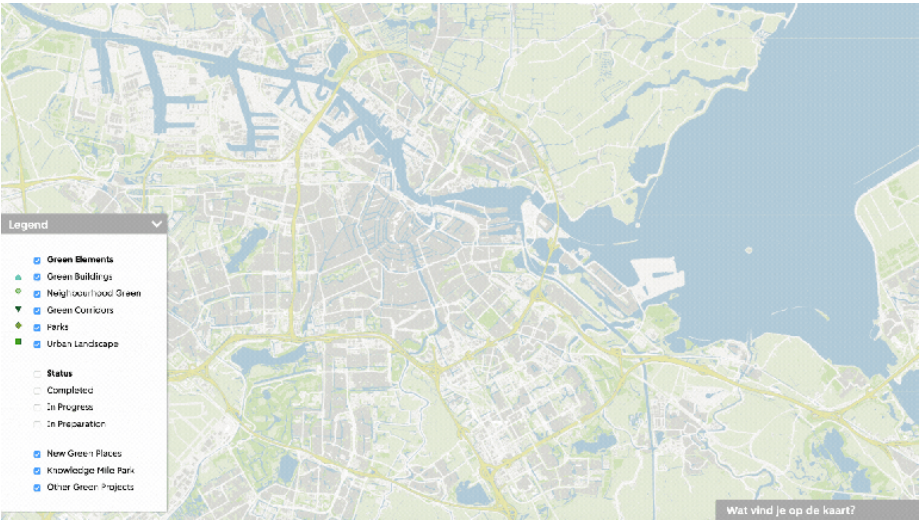 Legend
Green Elements
Green Buildings
Neighbourhood Green
Green Corridors
Parks
Urban Landscape
Status
Completed
In Progress
In Preparation
New Green Places
Knowledge Mile Park
Other Green Projects
Wat vind je op de kaart?